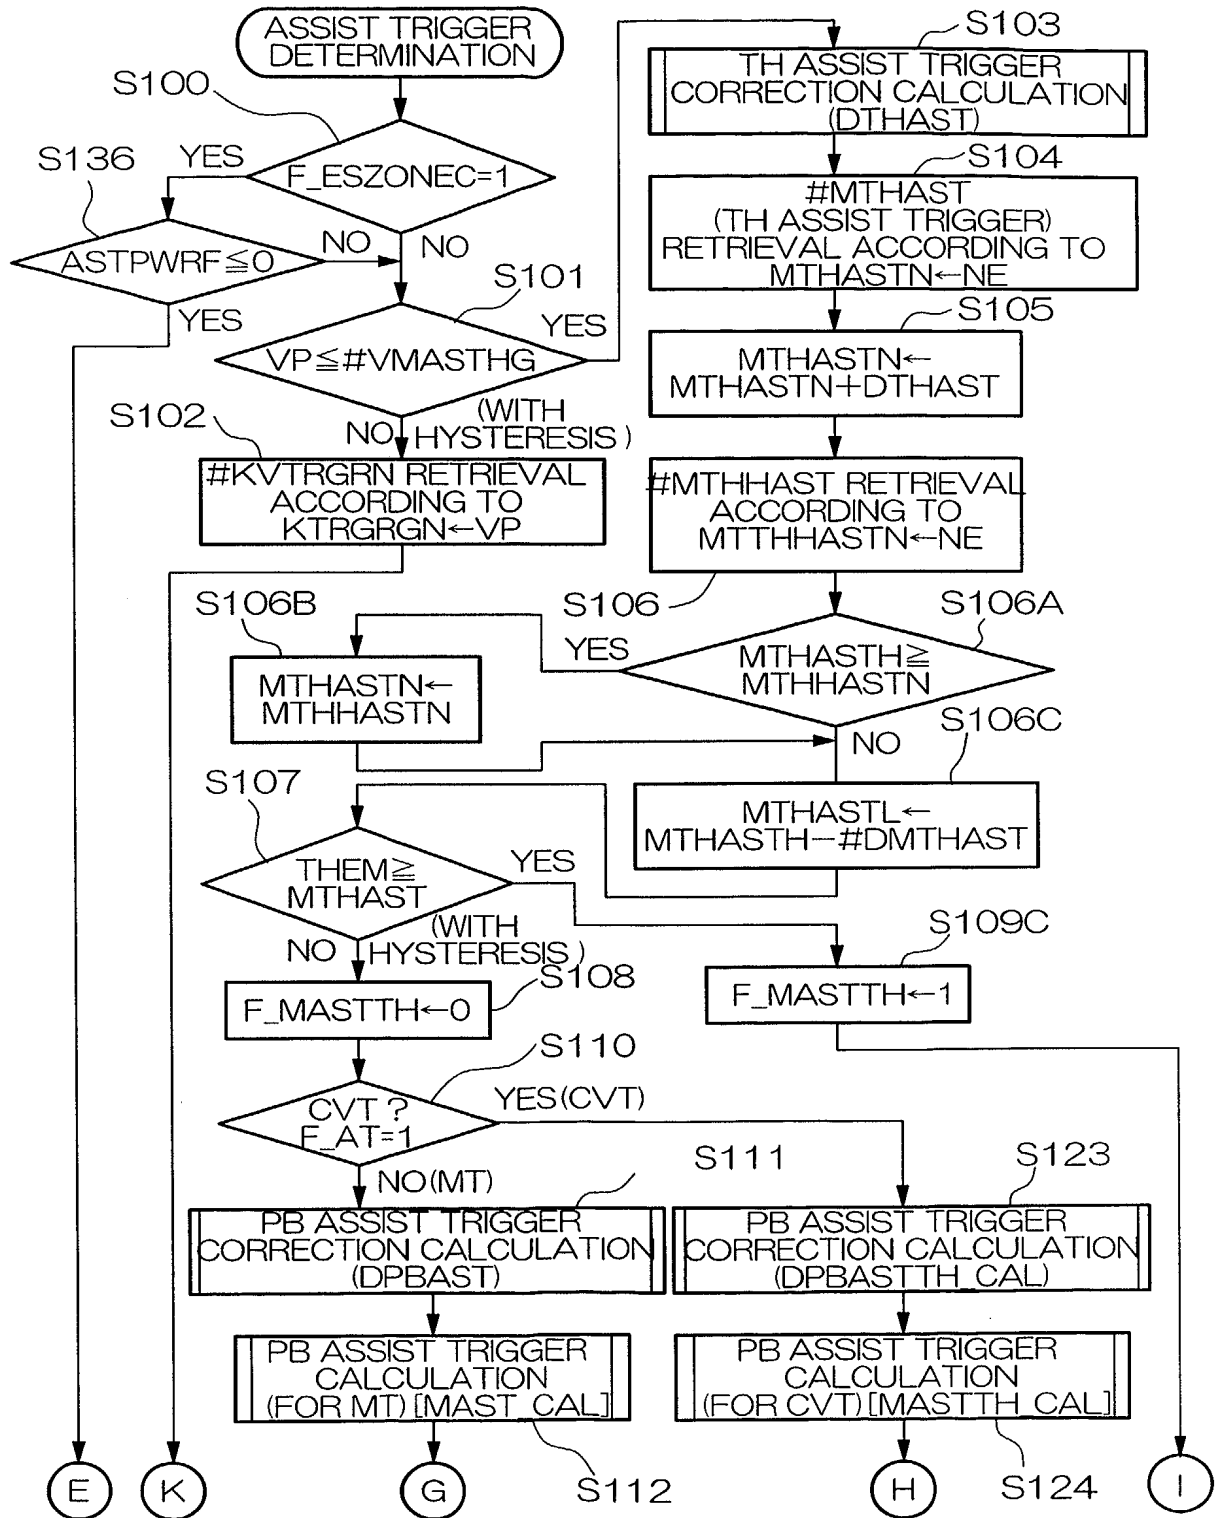 ASSIST TRIGGER
DETERMINATION
S100
F_ESZONEC=1
YES
NO
S136
ASTPWRF≦0
NO
YES
S101
VP≦#VMASTHG
YES
NO
(WITH
HYSTERESIS)
S102
#KVTRGRN RETRIEVAL
ACCORDING TO
KTRGRGN←VP
S103
TH ASSIST TRIGGER
CORRECTION CALCULATION
(DTHAST)
S104
#MTHAST
(TH ASSIST TRIGGER)
RETRIEVAL ACCORDING TO
MTHASTN←NE
S105
MTHASTN←
MTHASTN+DTHAST
#MTHHAST RETRIEVAL
ACCORDING TO
MTTHHASTN←NE
S106
S106A
MTHASTH≧
MTHHASTN
YES
NO
S106B
MTHASTN←
MTHHASTN
S106C
MTHASTL←
MTHASTH−#DMTHAST
S107
THEM≧
MTHAST
YES
NO
(WITH
HYSTERESIS)
S108
F_MASTTH←0
S109C
F_MASTTH←1
S110
CVT?
F_AT=1
YES(CVT)
NO(MT)
S111
PB ASSIST TRIGGER
CORRECTION CALCULATION
(DPBAST)
S123
PB ASSIST TRIGGER
CORRECTION CALCULATION
(DPBASTTH_CAL)
PB ASSIST TRIGGER
CALCULATION
(FOR MT)[MAST_CAL]
S112
PB ASSIST TRIGGER
CALCULATION
(FOR CVT)[MASTTH_CAL]
S124
E
K
G
H
I